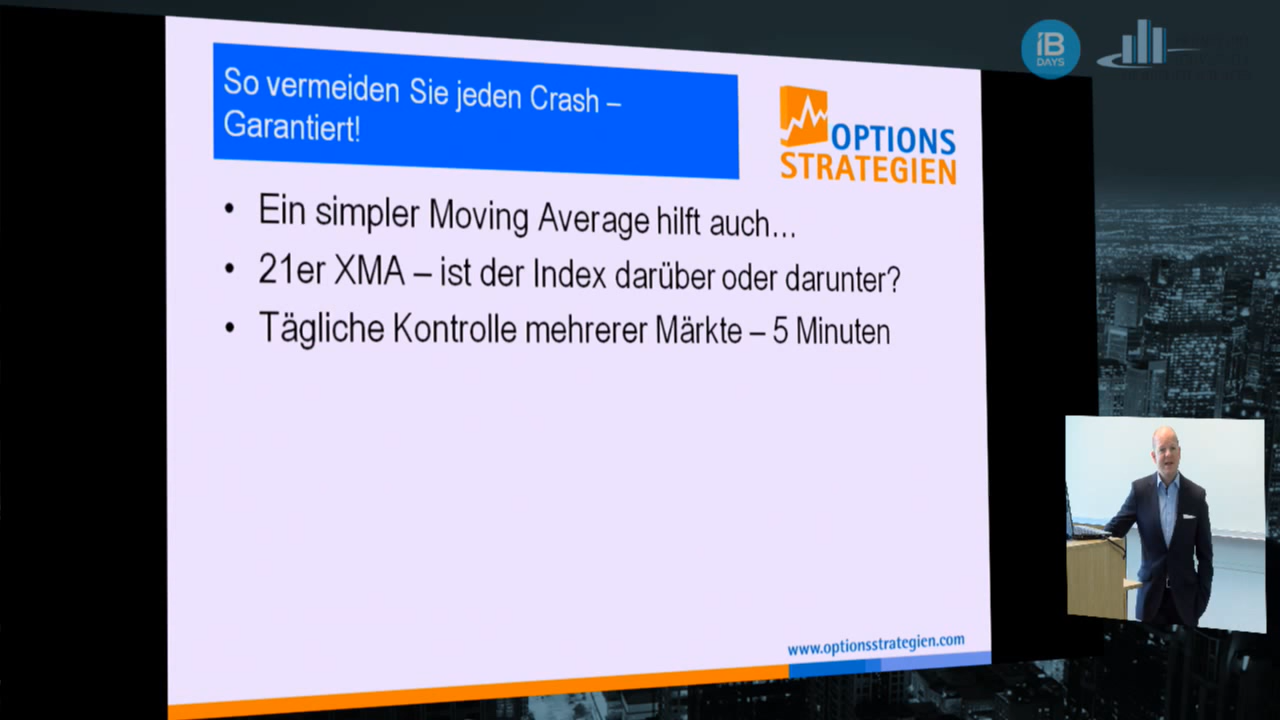 iB
DAYS
So vermeiden Sie jeden Crash –
Garantiert!
OPTIONS
STRATEGIEN
• Ein simpler Moving Average hilft auch...
• 21er XMA – ist der Index darüber oder darunter?
• Tägliche Kontrolle mehrerer Märkte – 5 Minuten
www.optionsstrategien.com